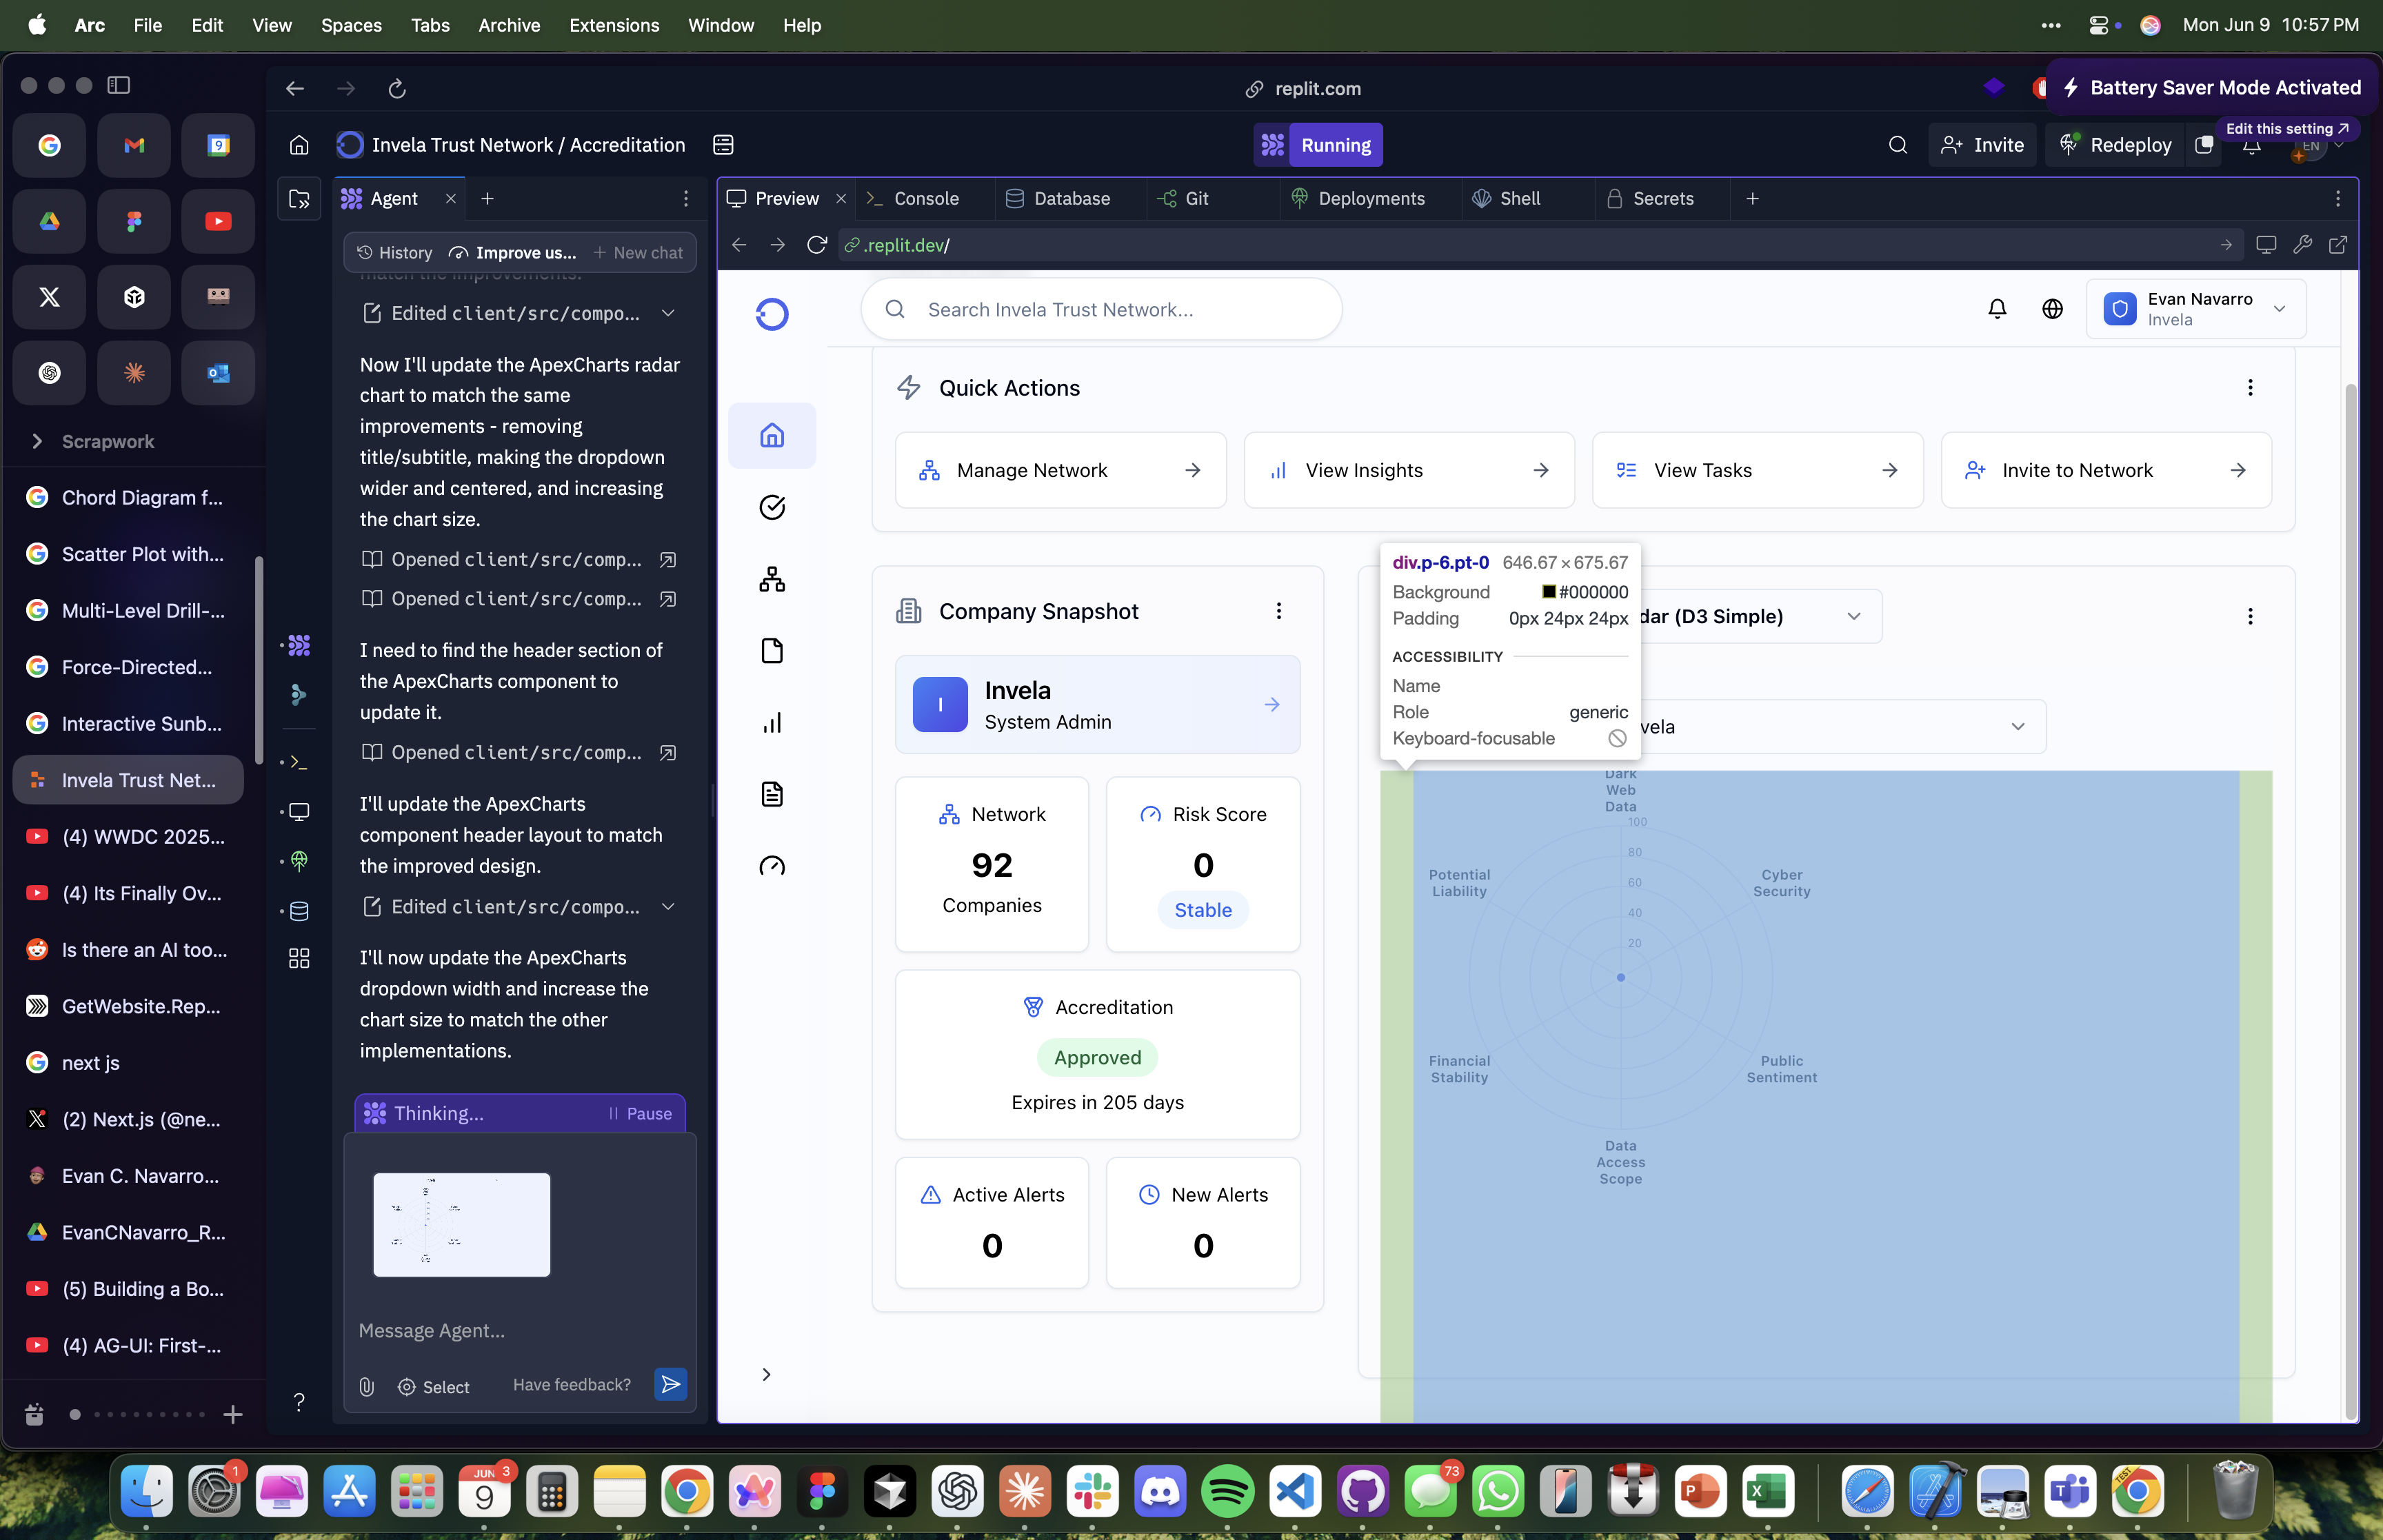 Arc File Edit View Spaces Tabs Archive Extensions Window Help
Mon Jun 9 10:57 PM
replit.com
Battery Saver Mode Activated
Edit this setting ↗
Invela Trust Network / Accreditation
Running
Invite
Redeploy
EN
9
Scrapwork
Chord Diagram f...
Scatter Plot with...
Multi-Level Drill-...
Force-Directed...
Interactive Sunb...
Invela Trust Net...
(4) WWDC 2025...
(4) Its Finally Ov...
Is there an AI too...
GetWebsite.Rep...
next js
(2) Next.js (@ne...
Evan C. Navarro...
EvanCNavarro_R...
(5) Building a Bo...
(4) AG-UI: First-...
Agent
History
Improve us...
+ New chat
match the improvements.
Edited client/src/compo...
Now I'll update the ApexCharts radar
chart to match the same
improvements - removing
title/subtitle, making the dropdown
wider and centered, and increasing
the chart size.
Opened client/src/comp...
Opened client/src/comp...
I need to find the header section of
the ApexCharts component to
update it.
Opened client/src/comp...
I'll update the ApexCharts
component header layout to match
the improved design.
Edited client/src/compo...
I'll now update the ApexCharts
dropdown width and increase the
chart size to match the other
implementations.
Thinking...
Pause
Message Agent...
Select
Have feedback?
?
Preview
Console
Database
Git
Deployments
Shell
Secrets
.replit.dev/
Search Invela Trust Network...
Evan Navarro
Invela
Quick Actions
Manage Network
View Insights
View Tasks
Invite to Network
Company Snapshot
I
Invela
System Admin
Network
92
Companies
Risk Score
0
Stable
Accreditation
Approved
Expires in 205 days
Active Alerts
0
New Alerts
0
div.p-6.pt-0 646.67 × 675.67
Background #000000
Padding 0px 24px 24px
ACCESSIBILITY
Name
Role generic
Keyboard-focusable
dar (D3 Simple)
vela
Dark
Web
Data
100
80
60
40
20
Potential
Liability
Cyber
Security
Financial
Stability
Public
Sentiment
Data
Access
Scope
1
JUN
9
3
73
P
X
T
TEST